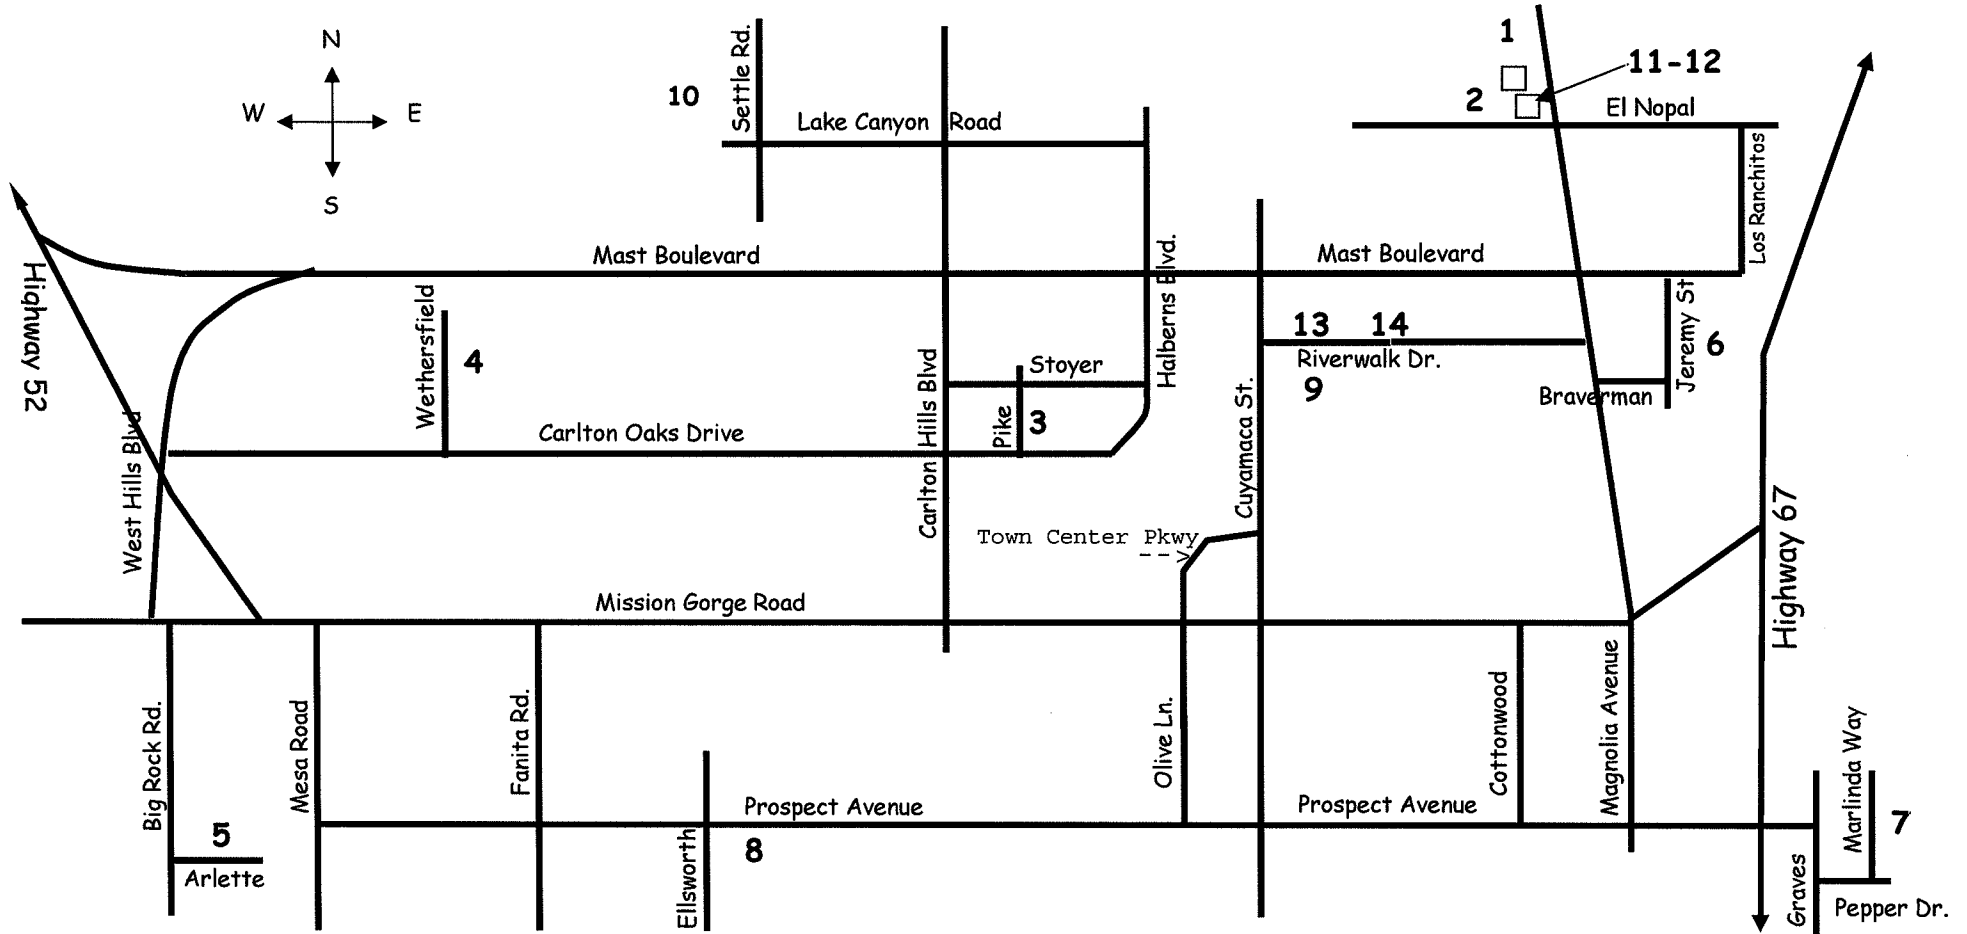 N
W
E
S
10
Settle Rd.
Lake Canyon Road
1
2
11-12
El Nopal
Los Ranchitos
Highway 52
Mast Boulevard
Mast Boulevard
Halberns Blvd.
Wethersfield
4
Carlton Hills Blvd
Stoyer
Pike
3
Cuyamaca St.
13
14
Riverwalk Dr.
9
Jeremy St
6
Braverman
West Hills Blvd
Carlton Oaks Drive
Town Center Pkwy
-->
Highway 67
Mission Gorge Road
Big Rock Rd.
Mesa Road
Fanita Rd.
Olive Ln.
Cottonwood
Magnolia Avenue
Marlinda Way
7
Prospect Avenue
Prospect Avenue
5
Arlette
Ellsworth
8
Graves
Pepper Dr.